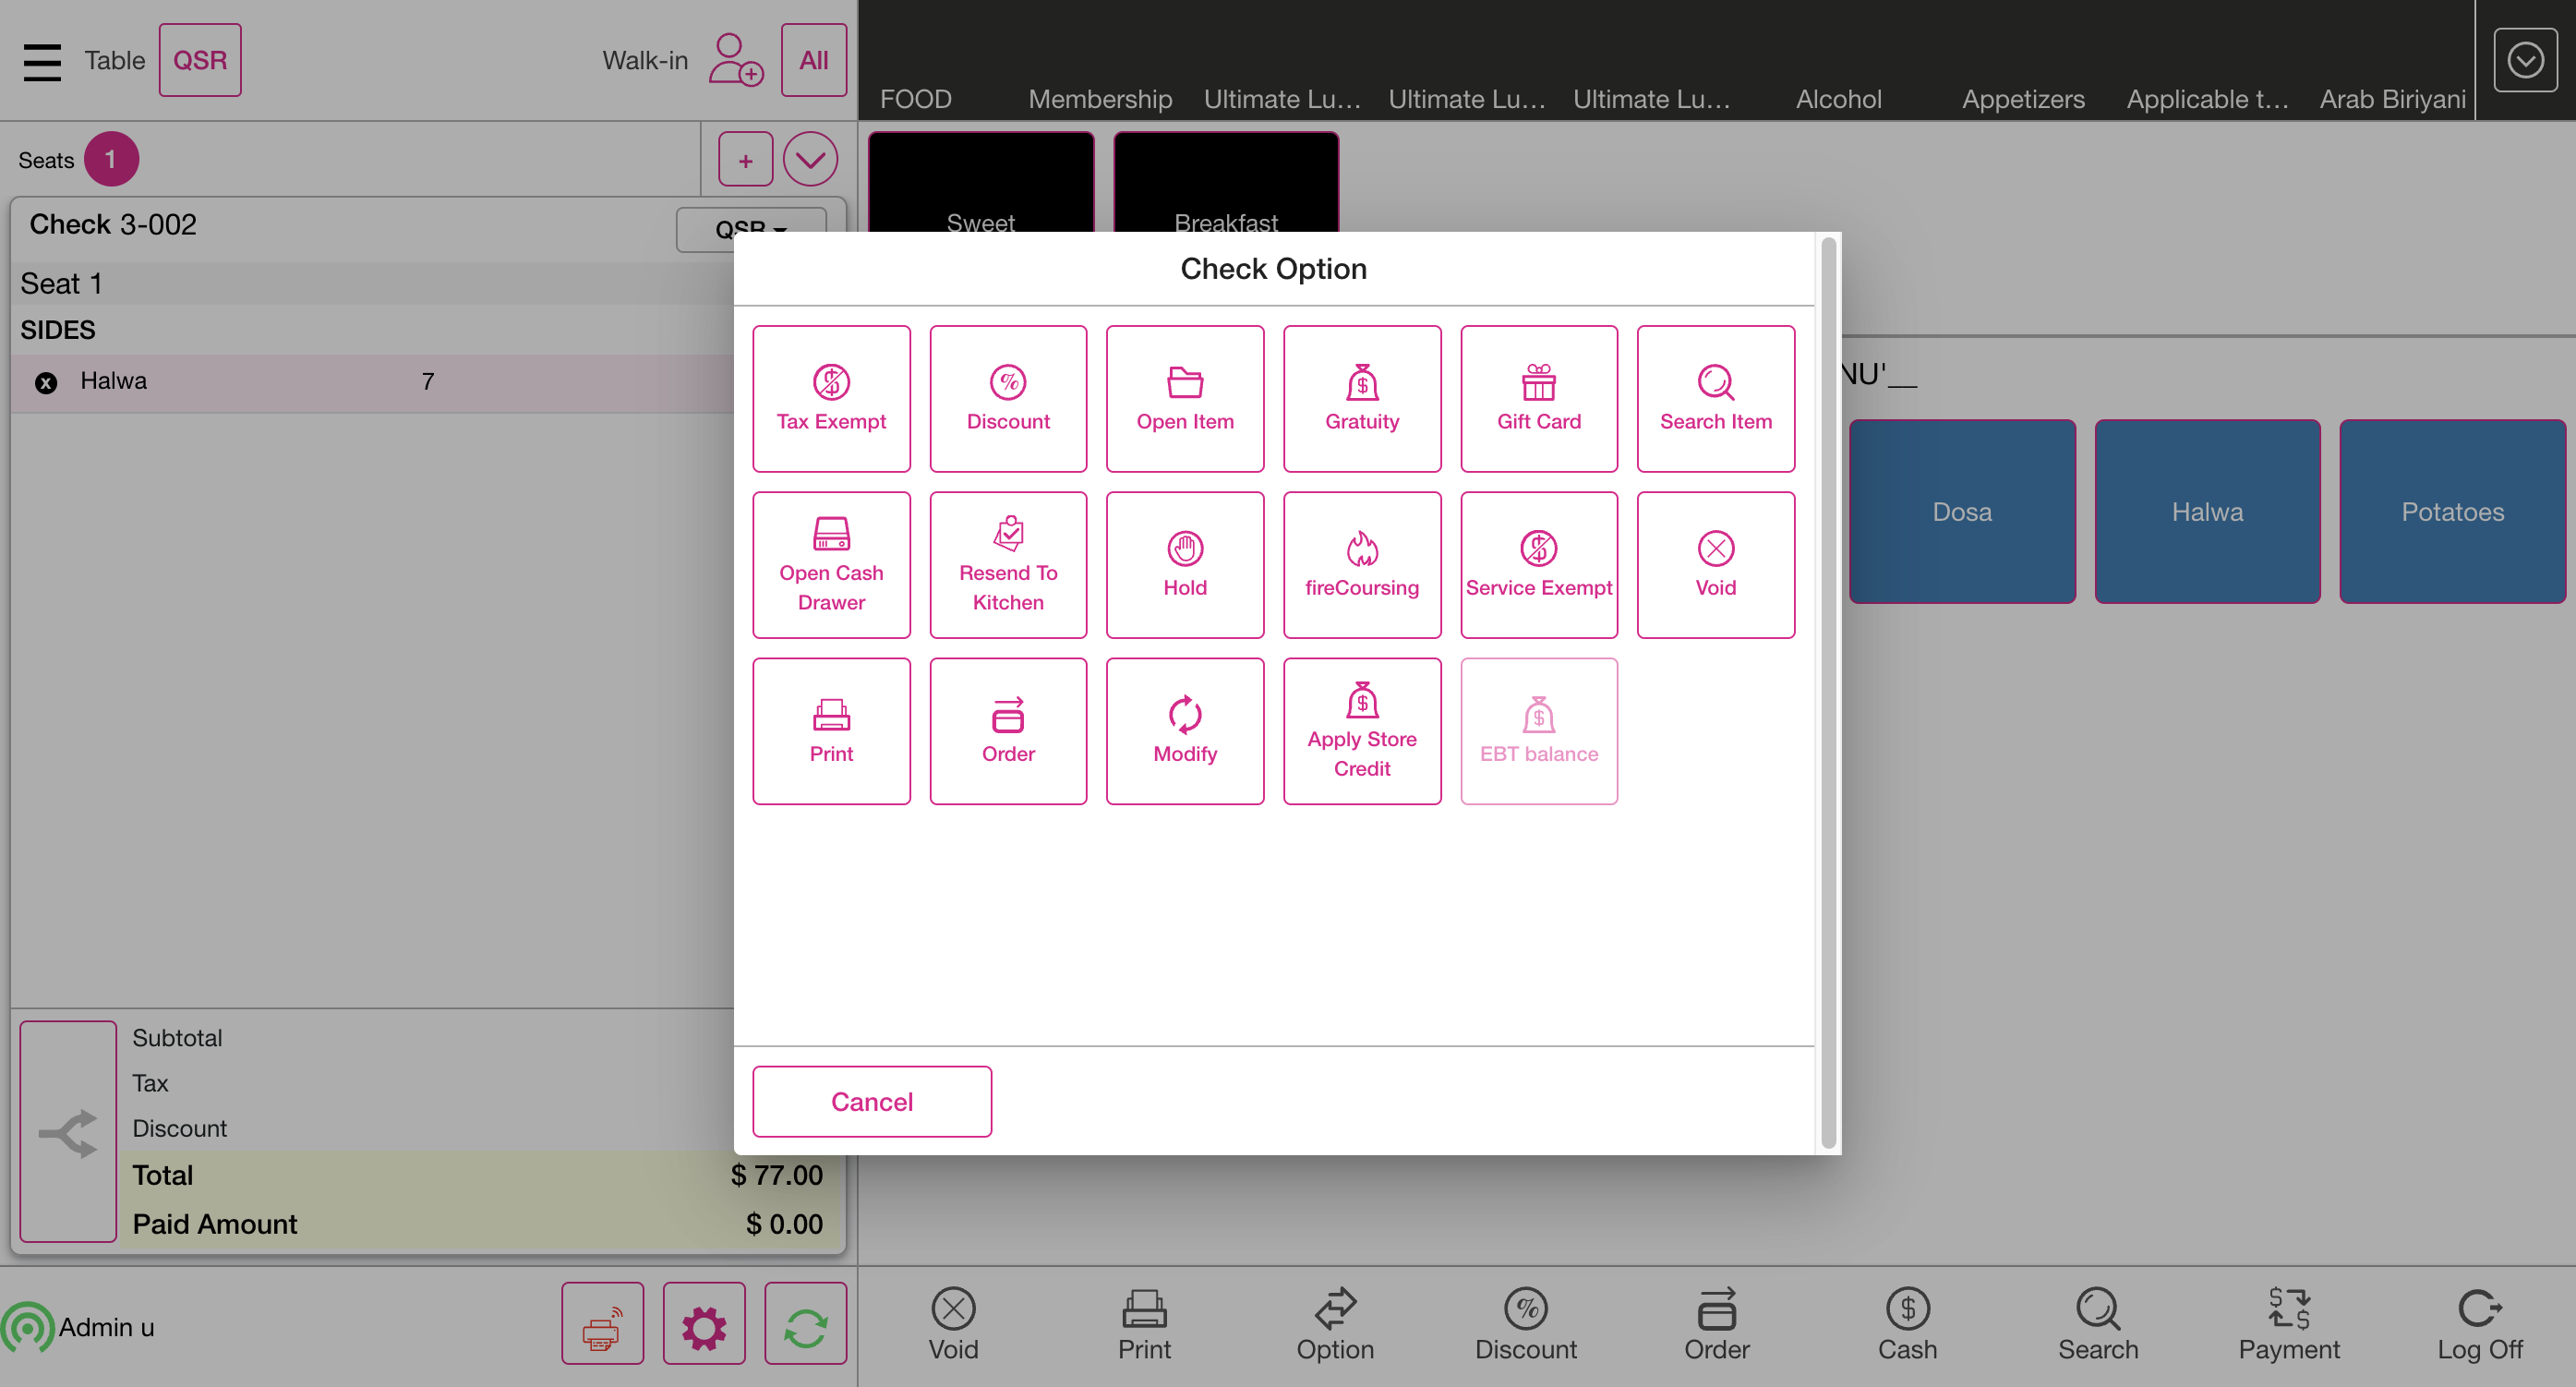 Table
QSR
Walk-in
All
FOOD
Membership
Ultimate Lu...
Ultimate Lu...
Ultimate Lu...
Alcohol
Appetizers
Applicable t...
Arab Biriyani
Seats
1
+
Check 3-002
QSR
Seat 1
SIDES
Halwa 7
Subtotal
Tax
Discount
Total $ 77.00
Paid Amount $ 0.00
Admin u
Sweet
Breakfast
NU'__
Dosa
Halwa
Potatoes
Check Option
Tax Exempt
Discount
Open Item
Gratuity
Gift Card
Search Item
Open Cash
Drawer
Resend To
Kitchen
Hold
fireCoursing
Service Exempt
Void
Print
Order
Modify
Apply Store
Credit
EBT balance
Cancel
Void
Print
Option
Discount
Order
Cash
Search
Payment
Log Off